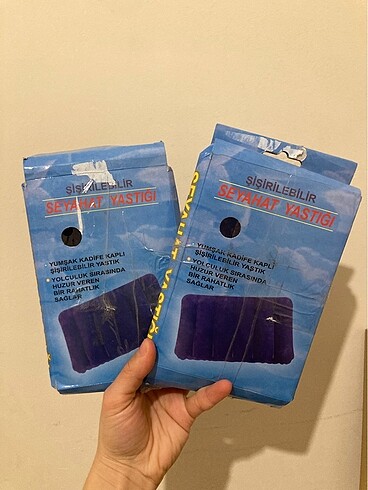 ŞİŞİRİLEBİLİR
SEYAHAT YASTIĞI
YUMŞAK KADİFE KAPLI
ŞİŞİRİLEBİLİR YASTIK
YOLCULUK SIRASINDA
HUZUR VEREN
BİR RAHATLIK
SAĞLAR
ŞİŞİRİLEBİLİR
SEYAHAT YASTIĞI
YUMŞAK KADİFE KAPLI
ŞİŞİRİLEBİLİR YASTIK
YOLCULUK SIRASINDA
HUZUR VEREN
BİR RAHATLIK
SAĞLAR
SEYAHAT YASTIĞI